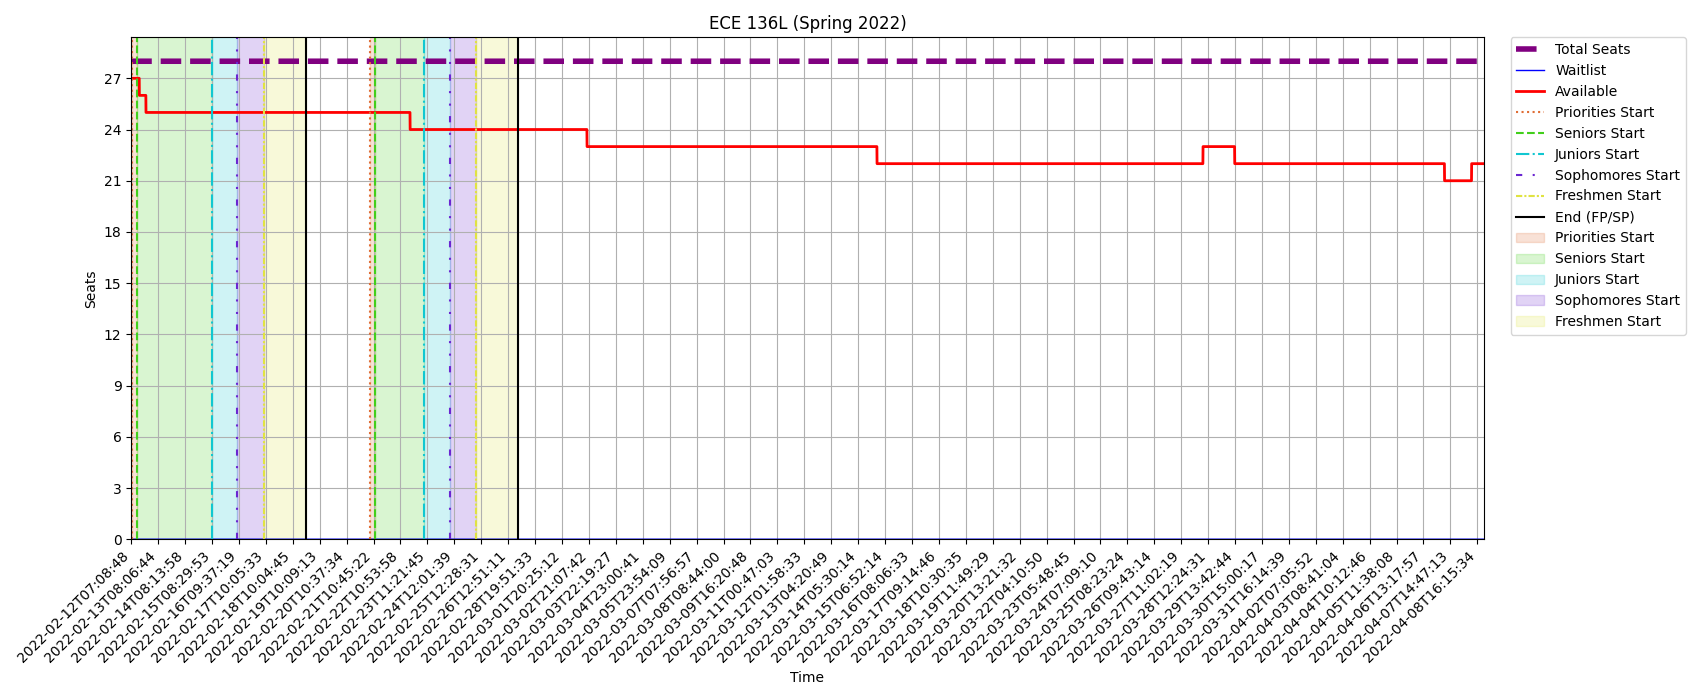 ECE 136L (Spring 2022)
Total Seats
Waitlist
Available
Priorities Start
Seniors Start
Juniors Start
Sophomores Start
Freshmen Start
End (FP/SP)
Priorities Start
Seniors Start
Juniors Start
Sophomores Start
Freshmen Start
Seats
27
24
21
18
15
12
9
6
3
0
2022-02-12T07:08:48
2022-02-13T08:06:44
2022-02-14T08:13:58
2022-02-15T08:29:53
2022-02-16T09:37:19
2022-02-17T10:05:33
2022-02-18T10:04:45
2022-02-19T10:09:13
2022-02-20T10:37:34
2022-02-21T10:45:22
2022-02-22T10:53:58
2022-02-23T11:21:45
2022-02-24T12:01:39
2022-02-25T12:28:31
2022-02-26T12:51:11
2022-02-28T19:51:33
2022-03-01T20:25:12
2022-03-02T21:07:42
2022-03-03T22:19:27
2022-03-04T23:00:41
2022-03-05T23:54:09
2022-03-07T07:56:57
2022-03-08T08:44:00
2022-03-09T16:20:48
2022-03-11T00:47:03
2022-03-12T01:58:33
2022-03-13T04:20:49
2022-03-14T05:30:14
2022-03-15T06:52:14
2022-03-16T08:06:33
2022-03-17T09:14:46
2022-03-18T10:30:35
2022-03-19T11:49:29
2022-03-20T13:21:32
2022-03-22T04:10:50
2022-03-23T05:48:45
2022-03-24T07:09:10
2022-03-25T08:23:24
2022-03-26T09:43:14
2022-03-27T11:02:19
2022-03-28T12:24:31
2022-03-29T13:42:44
2022-03-30T15:00:17
2022-03-31T16:14:39
2022-04-02T07:05:52
2022-04-03T08:41:04
2022-04-04T10:12:46
2022-04-05T11:38:08
2022-04-06T13:17:57
2022-04-07T14:47:13
2022-04-08T16:15:34
Time